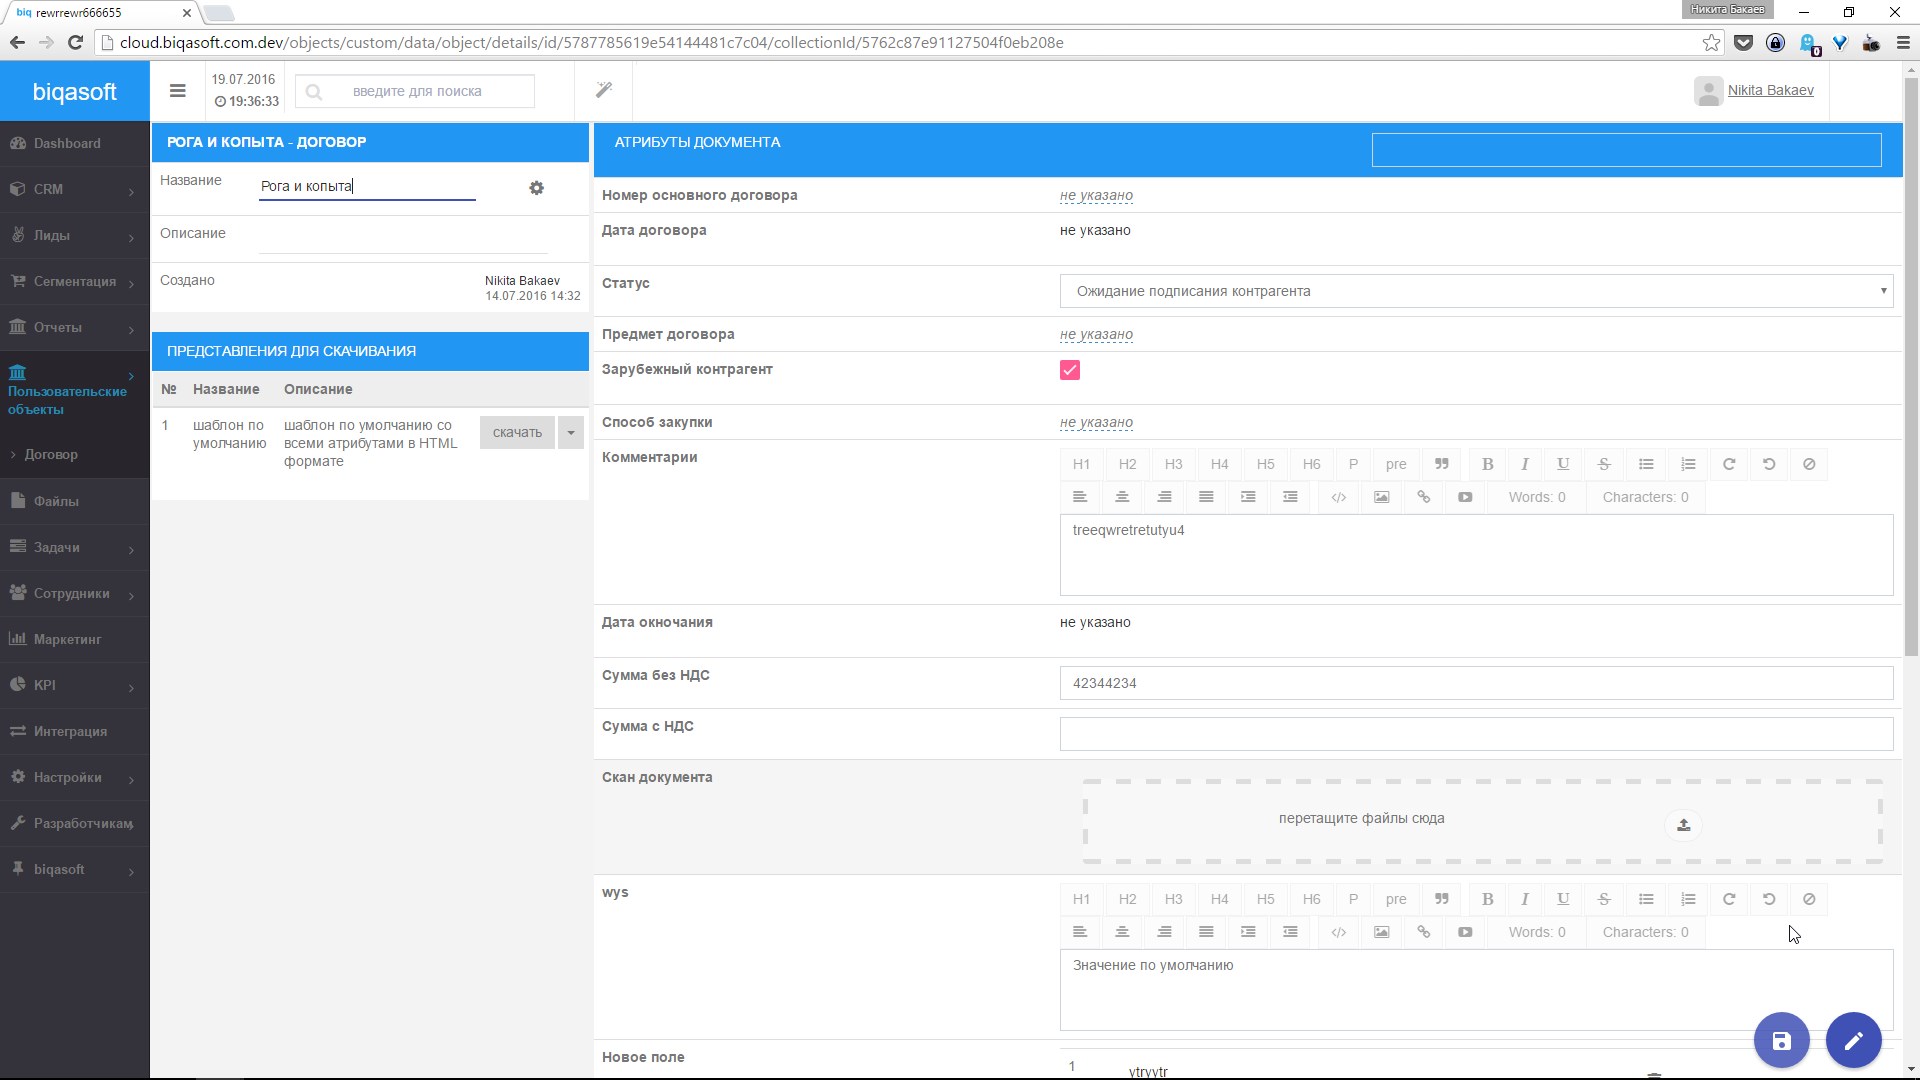 biq rewrrewr666655
Никита Бакаев
cloud.biqasoft.com.dev/objects/custom/data/object/details/id/5787785619e54144481c7c04/collectionId/5762c87e91127504f0eb208e
0
biqasoft
19.07.2016
19:36:33
введите для поиска
Nikita Bakaev
Dashboard
CRM
Лиды
Сегментация
Отчеты
Пользовательские
объекты
Договор
Файлы
Задачи
Сотрудники
Маркетинг
KPI
Интеграция
Настройки
Разработчикам
biqasoft
РОГА И КОПЫТА - ДОГОВОР
Название
Рога и копыта
Описание
Создано
Nikita Bakaev
14.07.2016 14:32
ПРЕДСТАВЛЕНИЯ ДЛЯ СКАЧИВАНИЯ
№ Название Описание
1 шаблон по умолчанию шаблон по умолчанию со всеми атрибутами в HTML формате скачать
АТРИБУТЫ ДОКУМЕНТА
Номер основного договора не указано
Дата договора не указано
Статус Ожидание подписания контрагента
Предмет договора не указано
Зарубежный контрагент
Способ закупки не указано
Комментарии
H1 H2 H3 H4 H5 H6 P pre B I U S
Words: 0 Characters: 0
treeqwretretutyu4
Дата окночания не указано
Сумма без НДС 42344234
Сумма с НДС
Скан документа
перетащите файлы сюда
wys
H1 H2 H3 H4 H5 H6 P pre B I U S
Words: 0 Characters: 0
Значение по умолчанию
Новое поле
1 ytryytr